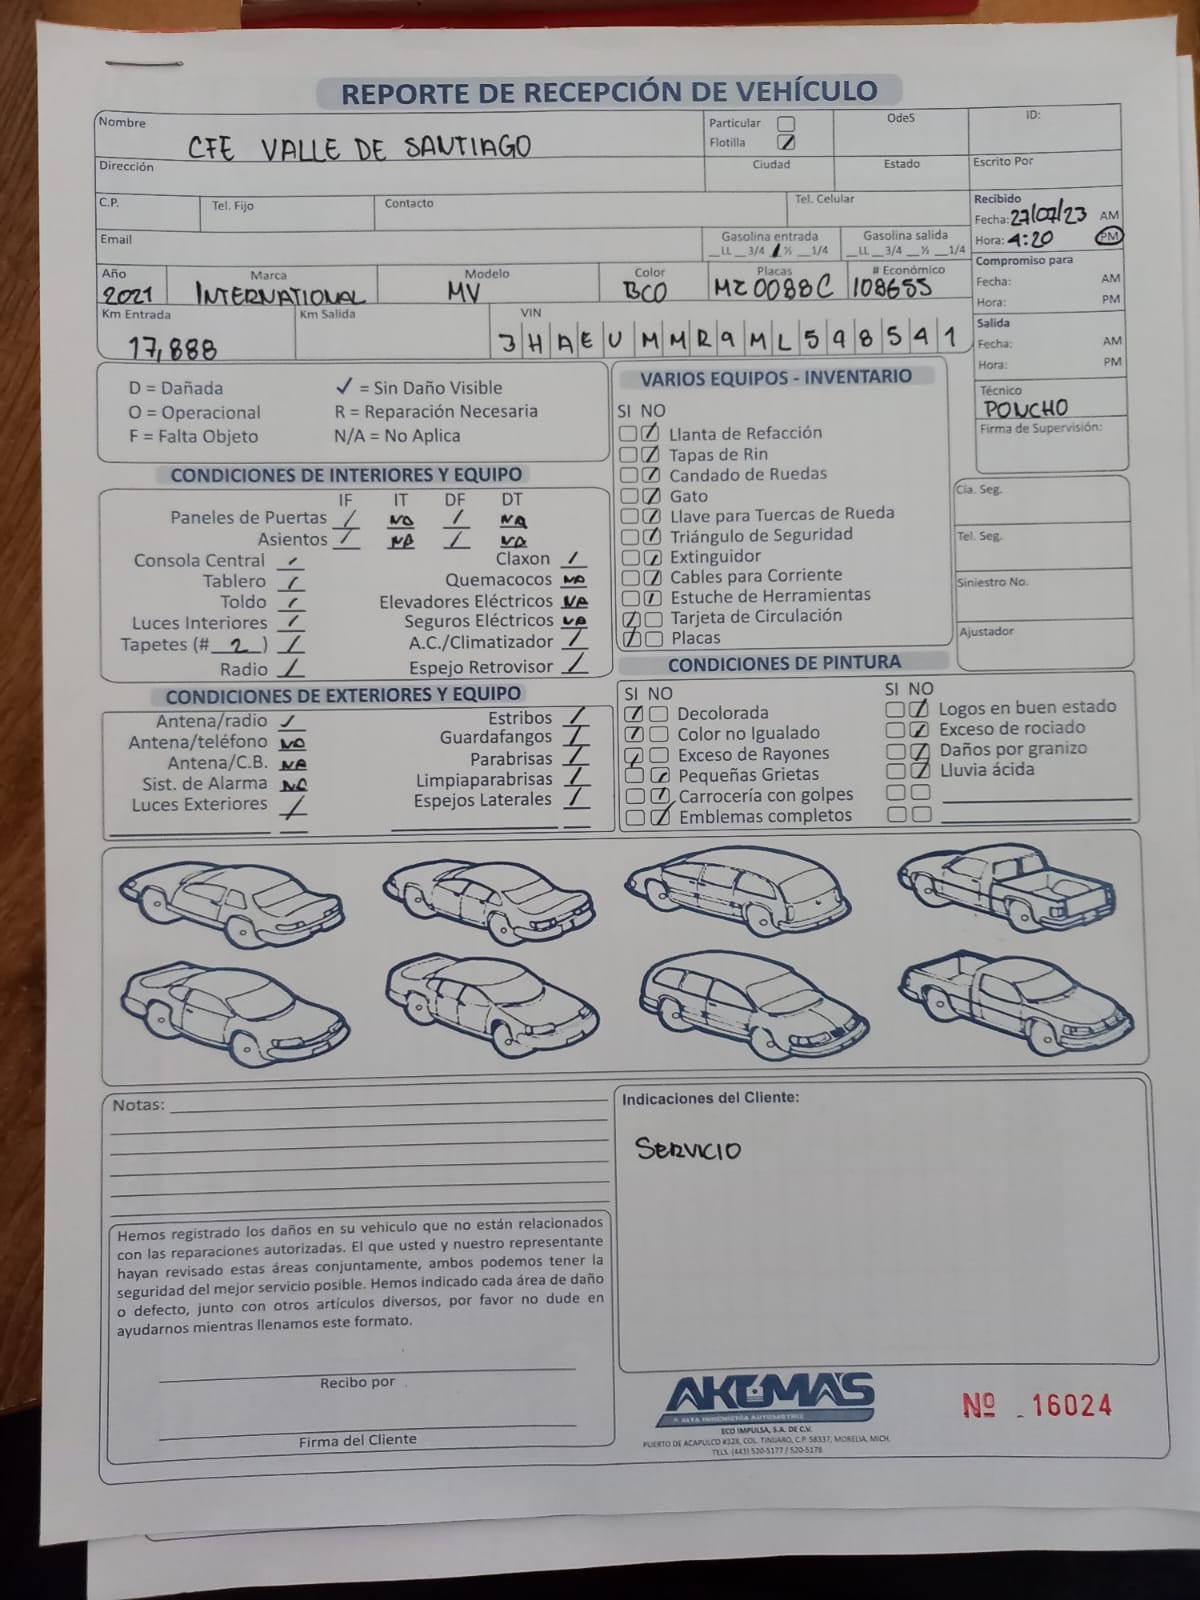 REPORTE DE RECEPCIÓN DE VEHÍCULO
Nombre CFE VALLE DE SANTIAGO
Particular
Flotilla
OdeS
ID:
Dirección
Ciudad
Estado
Escrito Por
C.P.
Tel. Fijo
Contacto
Tel. Celular
Recibido
Fecha: 27/07/23 AM
Hora: 4:20 PM
Email
Gasolina entrada
__LL __3/4 __½ __1/4
Gasolina salida
__LL __3/4 __½ __1/4
Compromiso para
Fecha: AM
Hora: PM
Año 2021
Marca INTERNATIONAL
Modelo MV
Color BCO
Placas MZ0088C
# Económico 108655
Km Entrada 17,888
Km Salida
VIN 3HAEUMMR9ML598541
Salida
Fecha: AM
Hora: PM
Técnico
PONCHO
Firma de Supervisión:
D = Dañada ✓ = Sin Daño Visible
O = Operacional R = Reparación Necesaria
F = Falta Objeto N/A = No Aplica
VARIOS EQUIPOS - INVENTARIO
SI NO
Llanta de Refacción
Tapas de Rin
Candado de Ruedas
Gato
Llave para Tuercas de Rueda
Triángulo de Seguridad
Extinguidor
Cables para Corriente
Estuche de Herramientas
Tarjeta de Circulación
Placas
Cía. Seg.
Tel. Seg.
Siniestro No.
Ajustador
CONDICIONES DE INTERIORES Y EQUIPO
IF IT DF DT
Paneles de Puertas / NA / NA
Asientos / NA / NA
Consola Central / Claxon /
Tablero / Quemacocos NA
Toldo / Elevadores Eléctricos NA
Luces Interiores / Seguros Eléctricos NA
Tapetes (# 2 ) / A.C./Climatizador /
Radio / Espejo Retrovisor /
CONDICIONES DE EXTERIORES Y EQUIPO
Antena/radio / Estribos /
Antena/teléfono NA Guardafangos /
Antena/C.B. NA Parabrisas /
Sist. de Alarma NA Limpiaparabrisas /
Luces Exteriores / Espejos Laterales /
CONDICIONES DE PINTURA
SI NO SI NO
Decolorada Logos en buen estado
Color no Igualado Exceso de rociado
Exceso de Rayones Daños por granizo
Pequeñas Grietas Lluvia ácida
Carrocería con golpes
Emblemas completos
Notas:
Indicaciones del Cliente:
SERVICIO
Hemos registrado los daños en su vehiculo que no están relacionados
con las reparaciones autorizadas. El que usted y nuestro representante
hayan revisado estas áreas conjuntamente, ambos podemos tener la
seguridad del mejor servicio posible. Hemos indicado cada área de daño
o defecto, junto con otros artículos diversos, por favor no dude en
ayudarnos mientras llenamos este formato.
Recibo por
Firma del Cliente
AKUMA'S
ALTA INGENIERÍA AUTOMOTRIZ
ECO IMPULSA, S.A. DE C.V.
PUERTO DE ACAPULCO #328, COL. TINIJARO, C.P. 58337, MORELIA, MICH.
TELS. (443) 520-5177 / 520-5178
Nº 16024